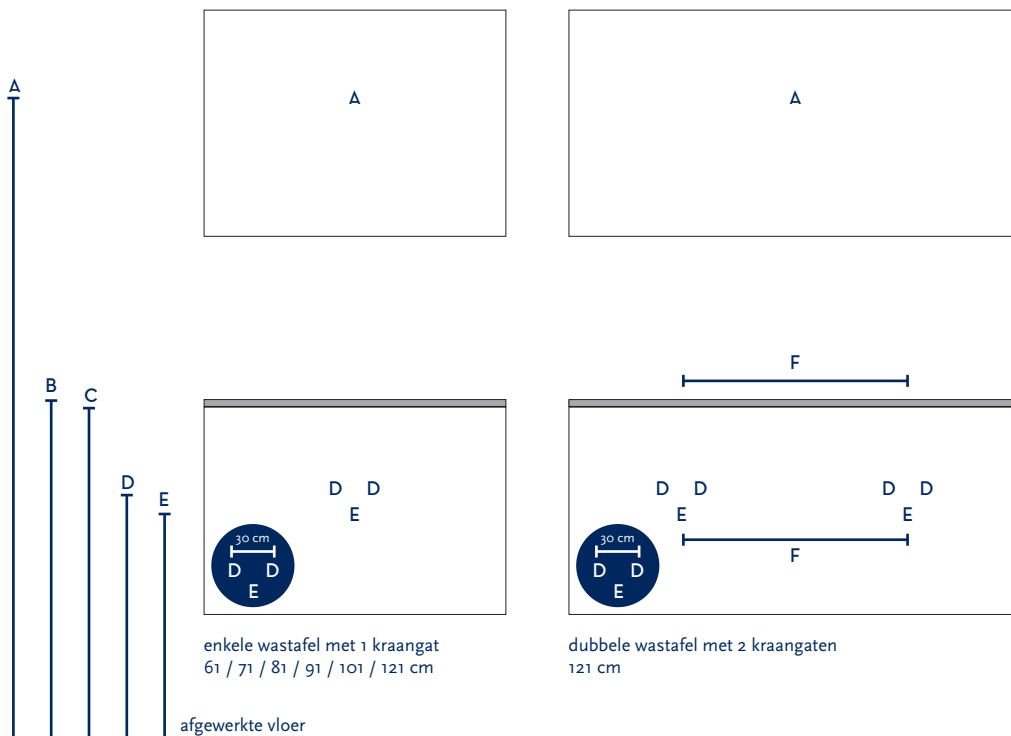 A
A
A
F
B
C
D
E
D D
E
D D
E
D D
E
F
30 cm
D D
E
30 cm
D D
E
enkele wastafel met 1 kraangat
61 / 71 / 81 / 91 / 101 / 121 cm
dubbele wastafel met 2 kraangaten
121 cm
afgewerkte vloer